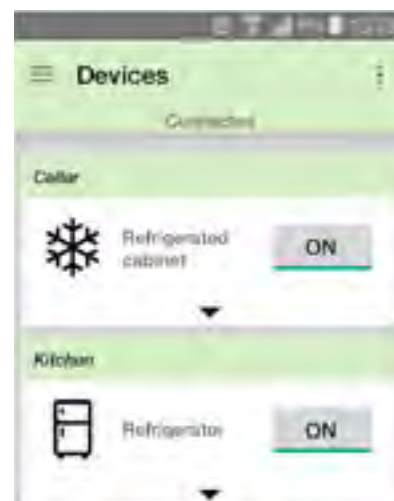 Devices
Connected
Cellar
Refrigerated
cabinet
ON
Kitchen
Refrigerator
ON